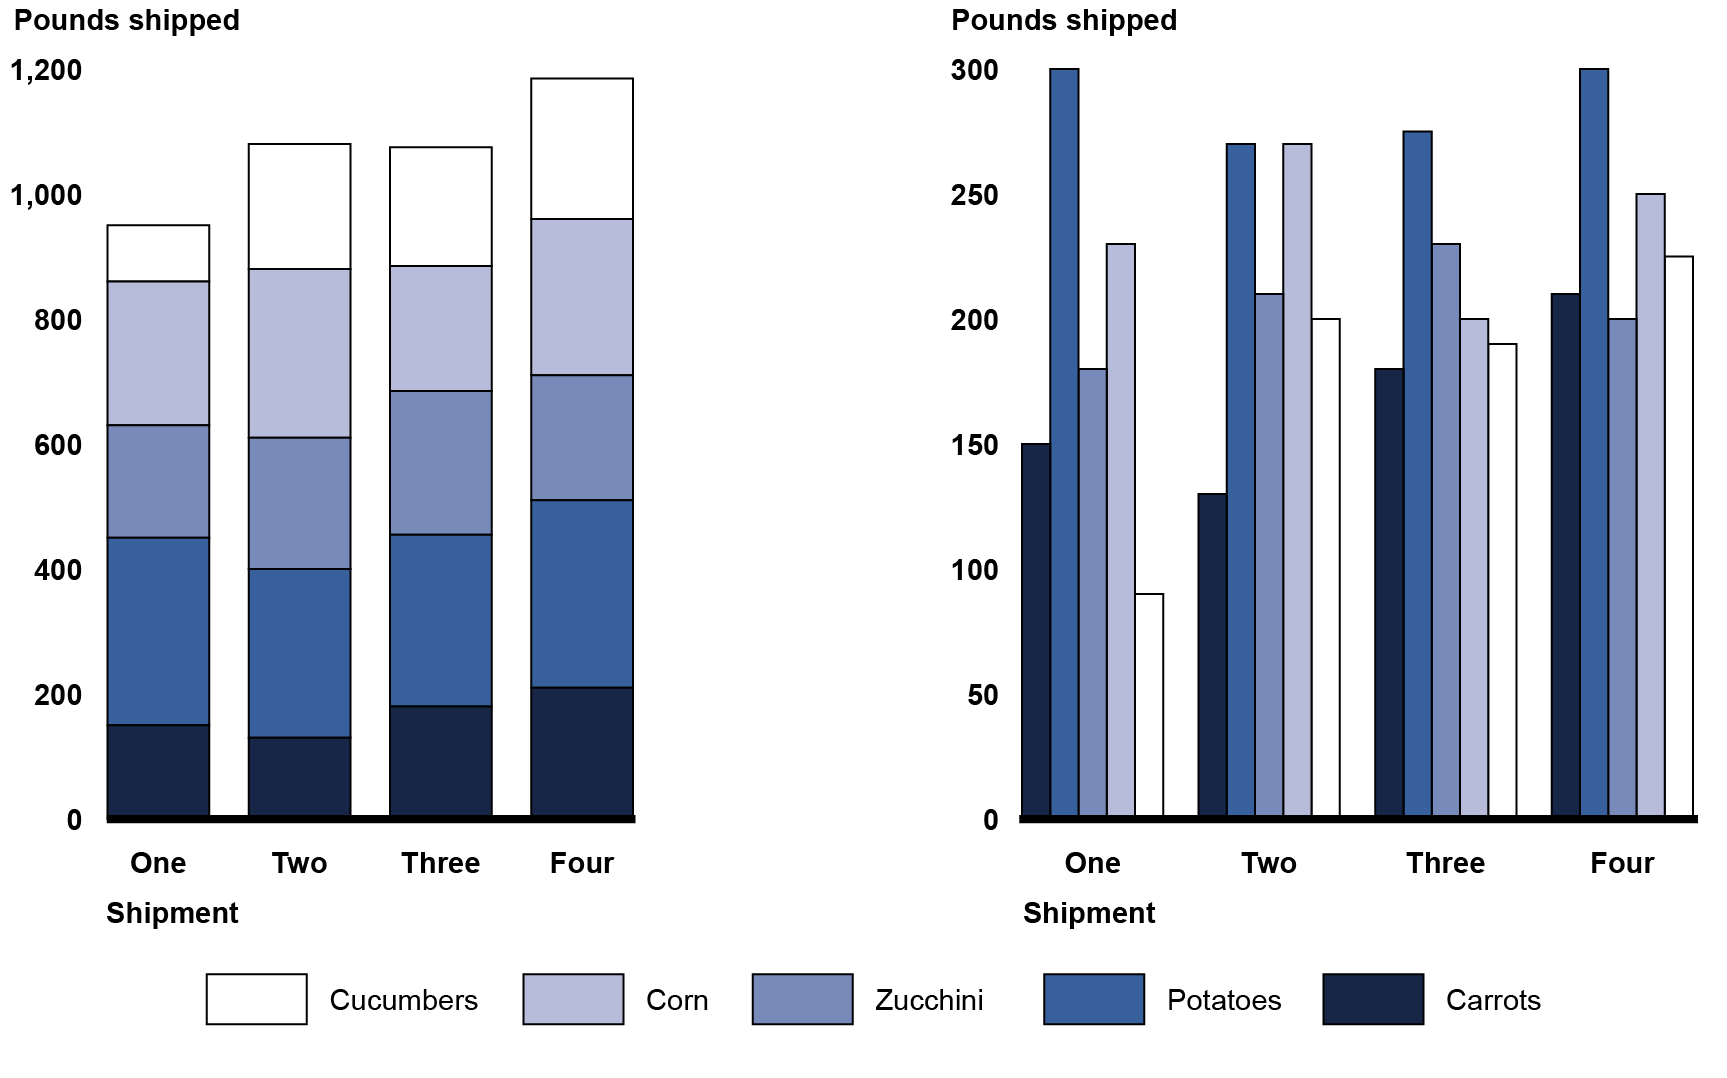 Pounds shipped
1,200
1,000
800
600
400
200
0
One Two Three Four
Shipment
Pounds shipped
300
250
200
150
100
50
0
One Two Three Four
Shipment
Cucumbers Corn Zucchini Potatoes Carrots